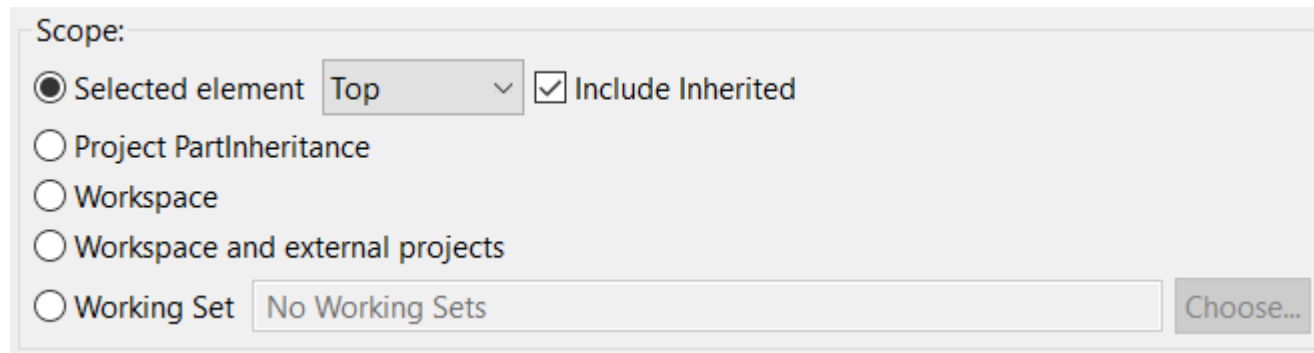 Scope:
Selected element Top Include Inherited
Project PartInheritance
Workspace
Workspace and external projects
Working Set No Working Sets Choose...